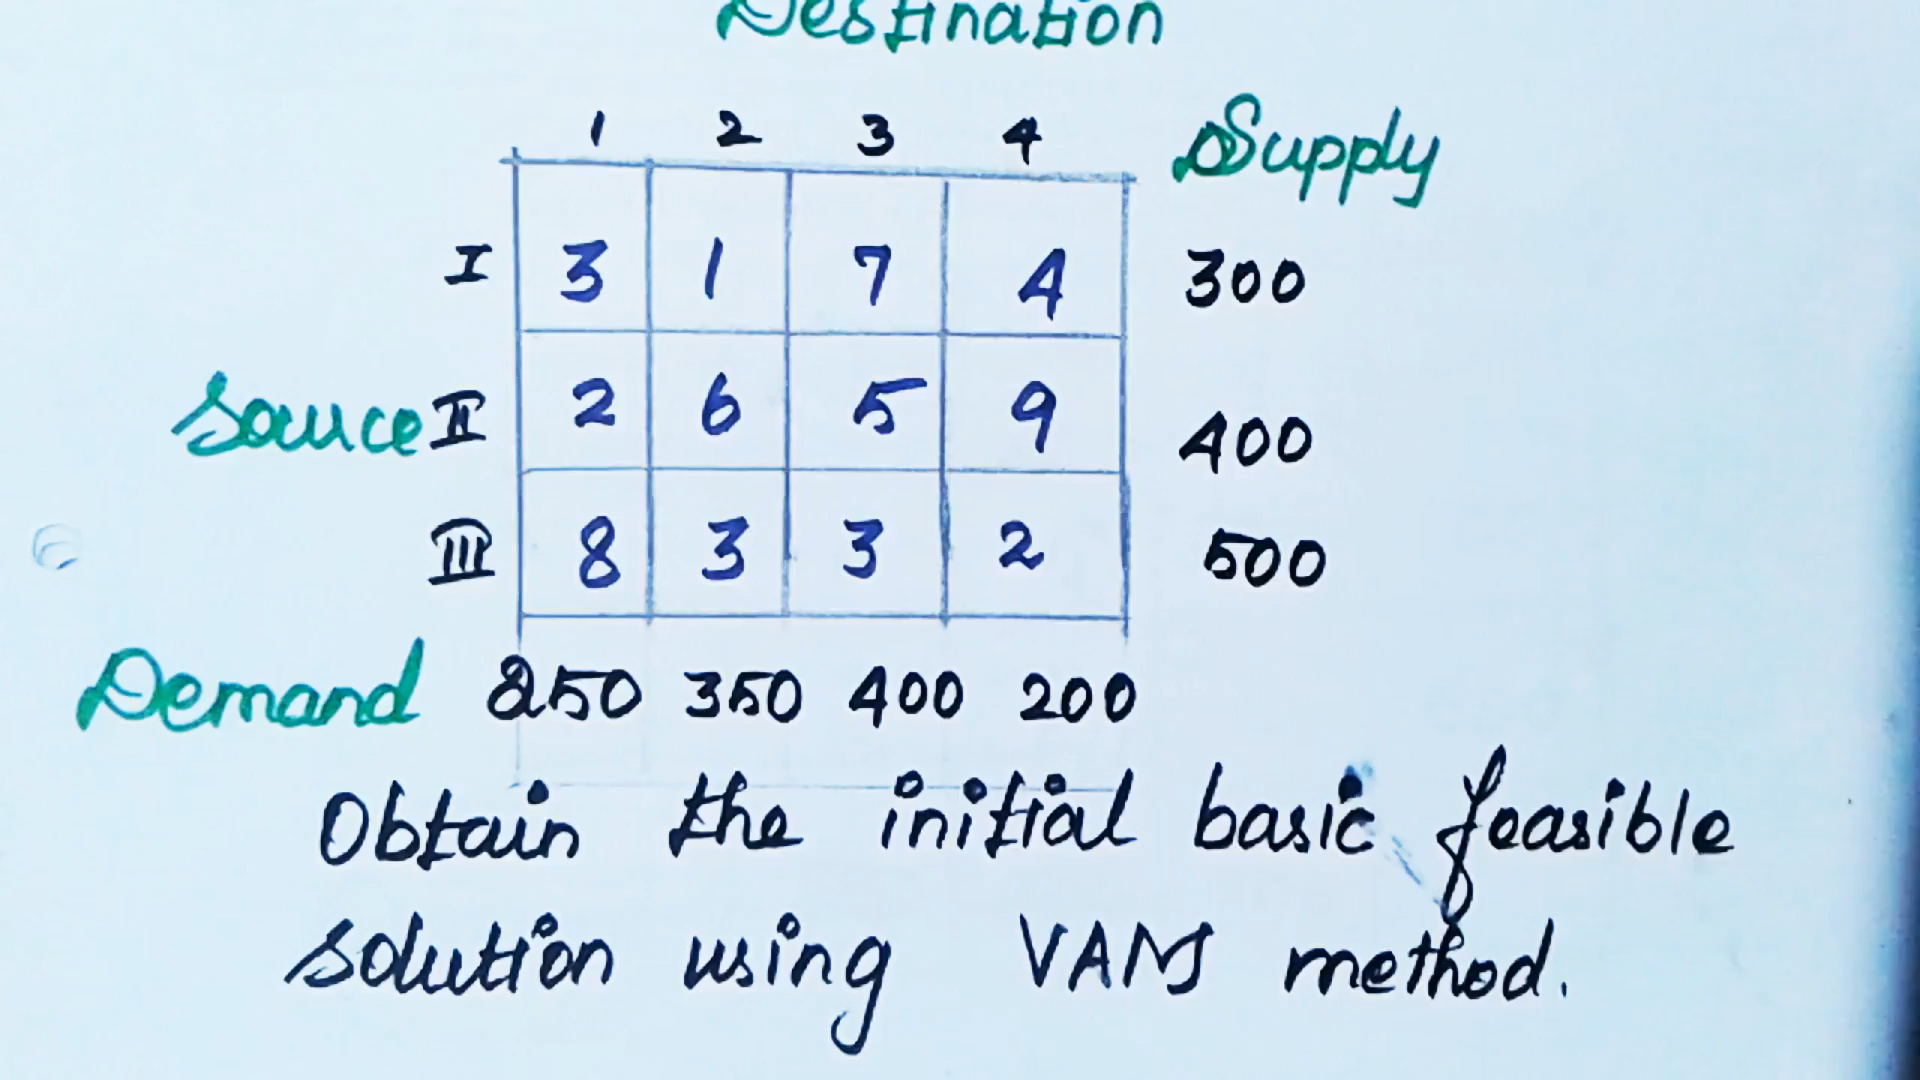 Destination
1 2 3 4 Supply
I 3 1 7 4 300
Source II 2 6 5 9 400
III 8 3 3 2 500
Demand 250 350 400 200
Obtain the initial basic feasible
solution using VAM method.